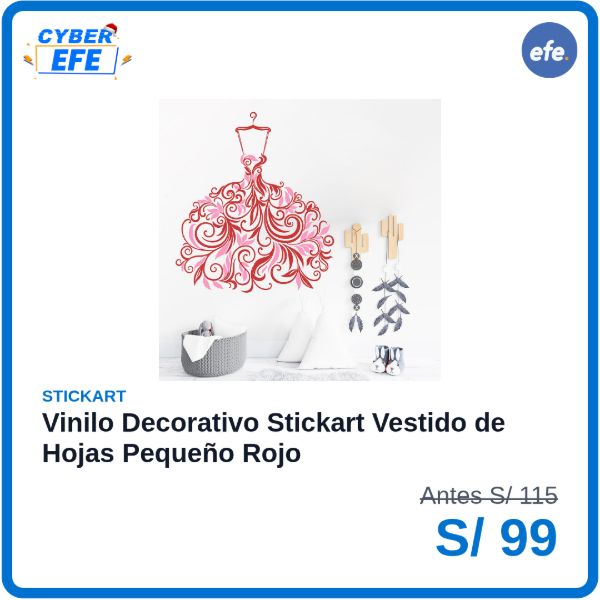 CYBER
EFE
efe.
STICKART
Vinilo Decorativo Stickart Vestido de
Hojas Pequeño Rojo
Antes S/ 115
S/ 99